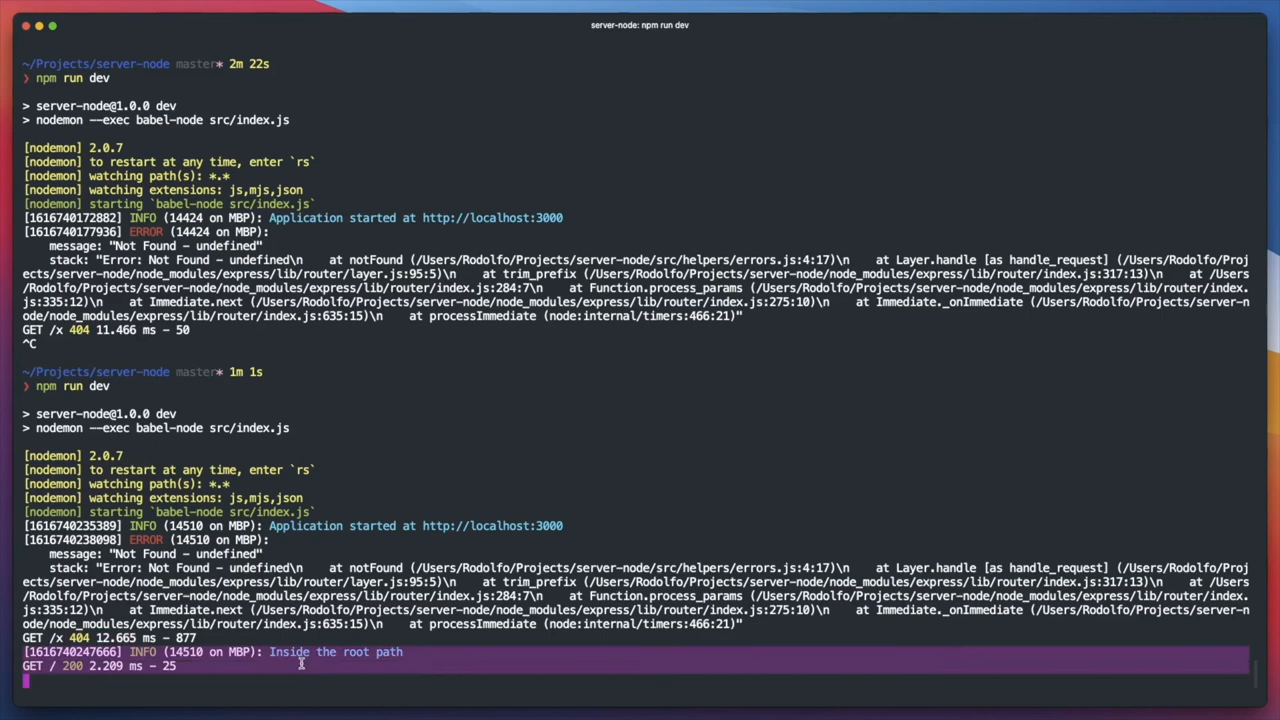 server-node: npm run dev
~/Projects/server-node master* 2m 22s
❯ npm run dev
> server-node@1.0.0 dev
> nodemon --exec babel-node src/index.js
[nodemon] 2.0.7
[nodemon] to restart at any time, enter `rs`
[nodemon] watching path(s): *.*
[nodemon] watching extensions: js,mjs,json
[nodemon] starting `babel-node src/index.js`
[1616740172882] INFO (14424 on MBP): Application started at http://localhost:3000
[1616740177936] ERROR (14424 on MBP):
message: "Not Found - undefined"
stack: "Error: Not Found - undefined\n    at notFound (/Users/Rodolfo/Projects/server-node/src/helpers/errors.js:4:17)\n    at Layer.handle [as handle_request] (/Users/Rodolfo/Proj
ects/server-node/node_modules/express/lib/router/layer.js:95:5)\n    at trim_prefix (/Users/Rodolfo/Projects/server-node/node_modules/express/lib/router/index.js:317:13)\n    at /Users
/Rodolfo/Projects/server-node/node_modules/express/lib/router/index.js:284:7\n    at Function.process_params (/Users/Rodolfo/Projects/server-node/node_modules/express/lib/router/index.
js:335:12)\n    at Immediate.next (/Users/Rodolfo/Projects/server-node/node_modules/express/lib/router/index.js:275:10)\n    at Immediate._onImmediate (/Users/Rodolfo/Projects/server-n
ode/node_modules/express/lib/router/index.js:635:15)\n    at processImmediate (node:internal/timers:466:21)"
GET /x 404 11.466 ms - 50
^C
~/Projects/server-node master* 1m 1s
❯ npm run dev
> server-node@1.0.0 dev
> nodemon --exec babel-node src/index.js
[nodemon] 2.0.7
[nodemon] to restart at any time, enter `rs`
[nodemon] watching path(s): *.*
[nodemon] watching extensions: js,mjs,json
[nodemon] starting `babel-node src/index.js`
[1616740235389] INFO (14510 on MBP): Application started at http://localhost:3000
[1616740238098] ERROR (14510 on MBP):
message: "Not Found - undefined"
stack: "Error: Not Found - undefined\n    at notFound (/Users/Rodolfo/Projects/server-node/src/helpers/errors.js:4:17)\n    at Layer.handle [as handle_request] (/Users/Rodolfo/Proj
ects/server-node/node_modules/express/lib/router/layer.js:95:5)\n    at trim_prefix (/Users/Rodolfo/Projects/server-node/node_modules/express/lib/router/index.js:317:13)\n    at /Users
/Rodolfo/Projects/server-node/node_modules/express/lib/router/index.js:284:7\n    at Function.process_params (/Users/Rodolfo/Projects/server-node/node_modules/express/lib/router/index.
js:335:12)\n    at Immediate.next (/Users/Rodolfo/Projects/server-node/node_modules/express/lib/router/index.js:275:10)\n    at Immediate._onImmediate (/Users/Rodolfo/Projects/server-n
ode/node_modules/express/lib/router/index.js:635:15)\n    at processImmediate (node:internal/timers:466:21)"
GET /x 404 12.665 ms - 877
[1616740247666] INFO (14510 on MBP): Inside the root path
GET / 200 2.209 ms - 25